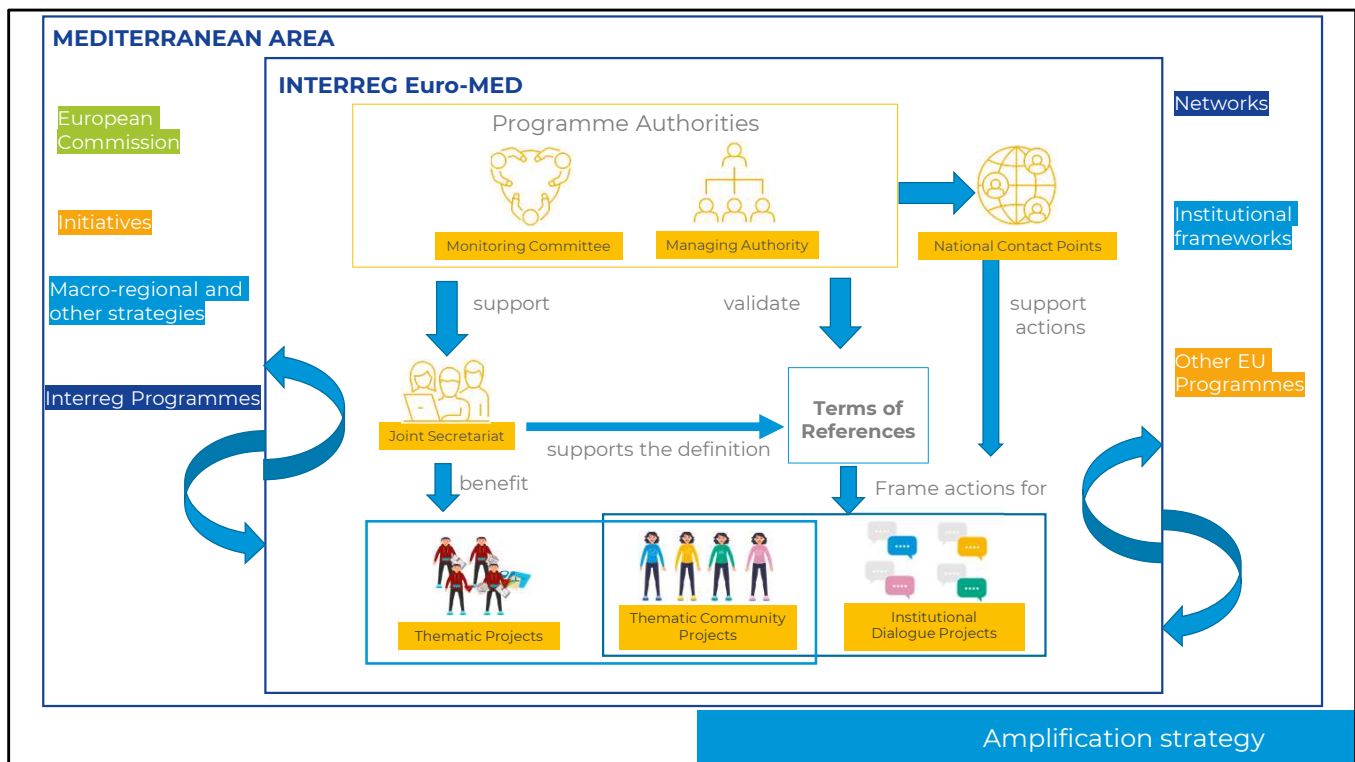 MEDITERRANEAN AREA
INTERREG Euro-MED
European
Commission
Initiatives
Macro-regional and
other strategies
Interreg Programmes
Programme Authorities
Monitoring Committee
Managing Authority
National Contact Points
support
validate
support
actions
Joint Secretariat
supports the definition
Terms of
References
benefit
Frame actions for
Thematic Projects
Thematic Community
Projects
Institutional
Dialogue Projects
Networks
Institutional
frameworks
Other EU
Programmes
Amplification strategy